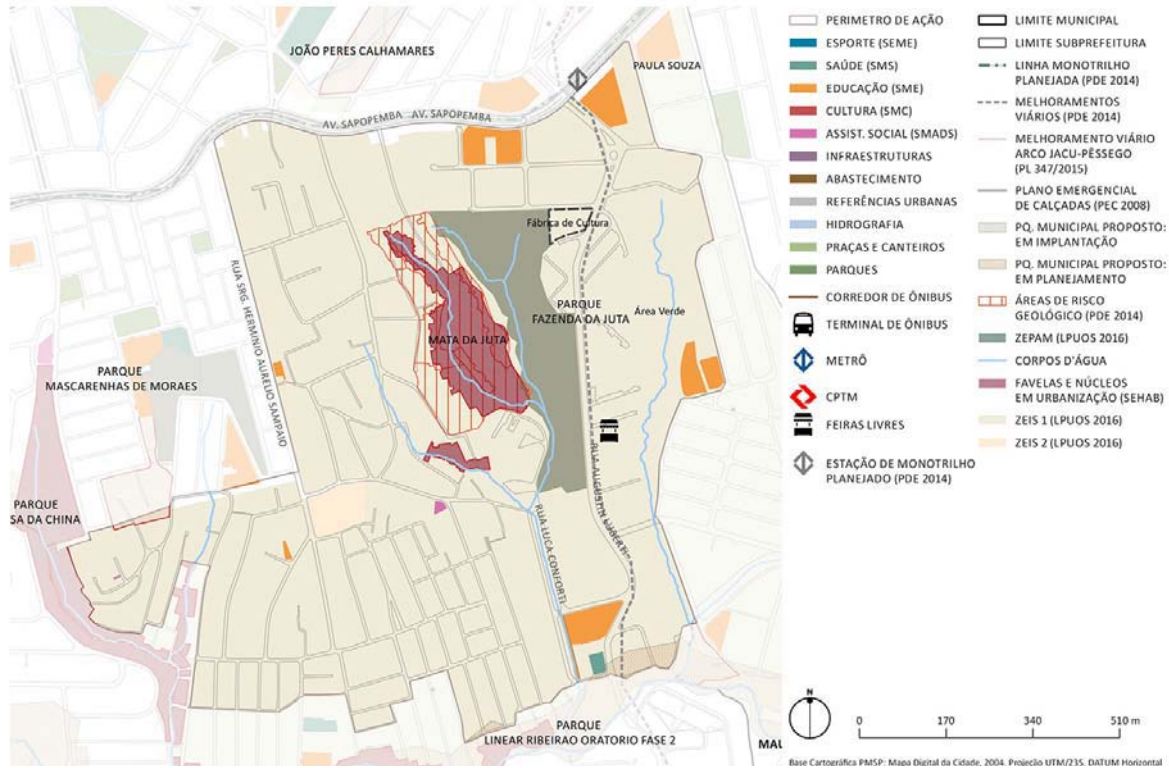 JOÃO PERES CALHAMARES
PAULA SOUZA
AV. SAPOPEMBA AV. SAPOPEMBA
Fábrica de Cultura
RUA SRG. HERMINIO AURELIO SAMPAIO
PARQUE
FAZENDA DA JUTA
Área Verde
MATA DA JUTA
PARQUE
MASCARENHAS DE MORAES
RUA AUGUSTIN LUBERTI
PARQUE
SA DA CHINA
RUA LUCA CONFORTI
PARQUE
LINEAR RIBEIRAO ORATORIO FASE 2
MAU
PERIMETRO DE AÇÃO
ESPORTE (SEME)
SAÚDE (SMS)
EDUCAÇÃO (SME)
CULTURA (SMC)
ASSIST. SOCIAL (SMADS)
INFRAESTRUTURAS
ABASTECIMENTO
REFERÊNCIAS URBANAS
HIDROGRAFIA
PRAÇAS E CANTEIROS
PARQUES
CORREDOR DE ÔNIBUS
TERMINAL DE ÔNIBUS
METRÔ
CPTM
FEIRAS LIVRES
ESTAÇÃO DE MONOTRILHO
PLANEJADO (PDE 2014)
LIMITE MUNICIPAL
LIMITE SUBPREFEITURA
LINHA MONOTRILHO
PLANEJADA (PDE 2014)
MELHORAMENTOS
VIÁRIOS (PDE 2014)
MELHORAMENTO VIÁRIO
ARCO JACU-PÊSSEGO
(PL 347/2015)
PLANO EMERGENCIAL
DE CALÇADAS (PEC 2008)
PQ. MUNICIPAL PROPOSTO:
EM IMPLANTAÇÃO
PQ. MUNICIPAL PROPOSTO:
EM PLANEJAMENTO
ÁREAS DE RISCO
GEOLÓGICO (PDE 2014)
ZEPAM (LPUOS 2016)
CORPOS D'ÁGUA
FAVELAS E NÚCLEOS
EM URBANIZAÇÃO (SEHAB)
ZEIS 1 (LPUOS 2016)
ZEIS 2 (LPUOS 2016)
N
0 170 340 510 m
Base Cartográfica PMSP: Mapa Digital da Cidade, 2004. Projeção UTM/23S. DATUM Horizontal